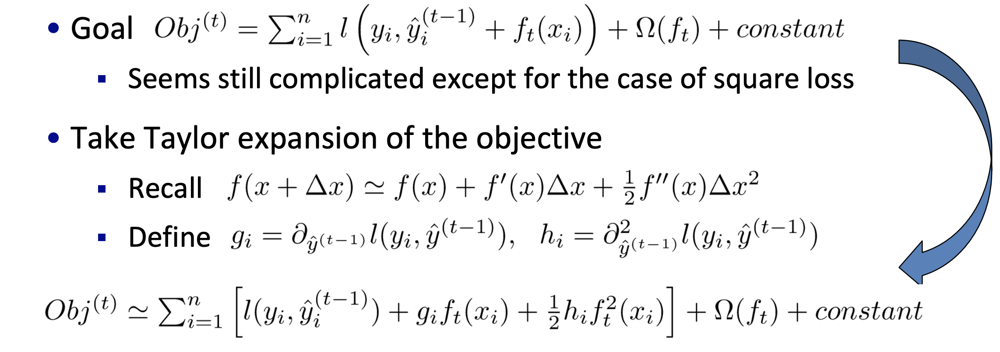 • Goal $Obj^{(t)} = \sum_{i=1}^{n} l\left(y_i, \hat{y}_i^{(t-1)} + f_t(x_i)\right) + \Omega(f_t) + constant$
▪ Seems still complicated except for the case of square loss
• Take Taylor expansion of the objective
▪ Recall $f(x + \Delta x) \simeq f(x) + f'(x)\Delta x + \frac{1}{2} f''(x)\Delta x^2$
▪ Define $g_i = \partial_{\hat{y}^{(t-1)}} l(y_i, \hat{y}^{(t-1)}), \quad h_i = \partial^2_{\hat{y}^{(t-1)}} l(y_i, \hat{y}^{(t-1)})$
$Obj^{(t)} \simeq \sum_{i=1}^{n} \left[ l(y_i, \hat{y}_i^{(t-1)}) + g_i f_t(x_i) + \frac{1}{2} h_i f_t^2(x_i) \right] + \Omega(f_t) + constant$